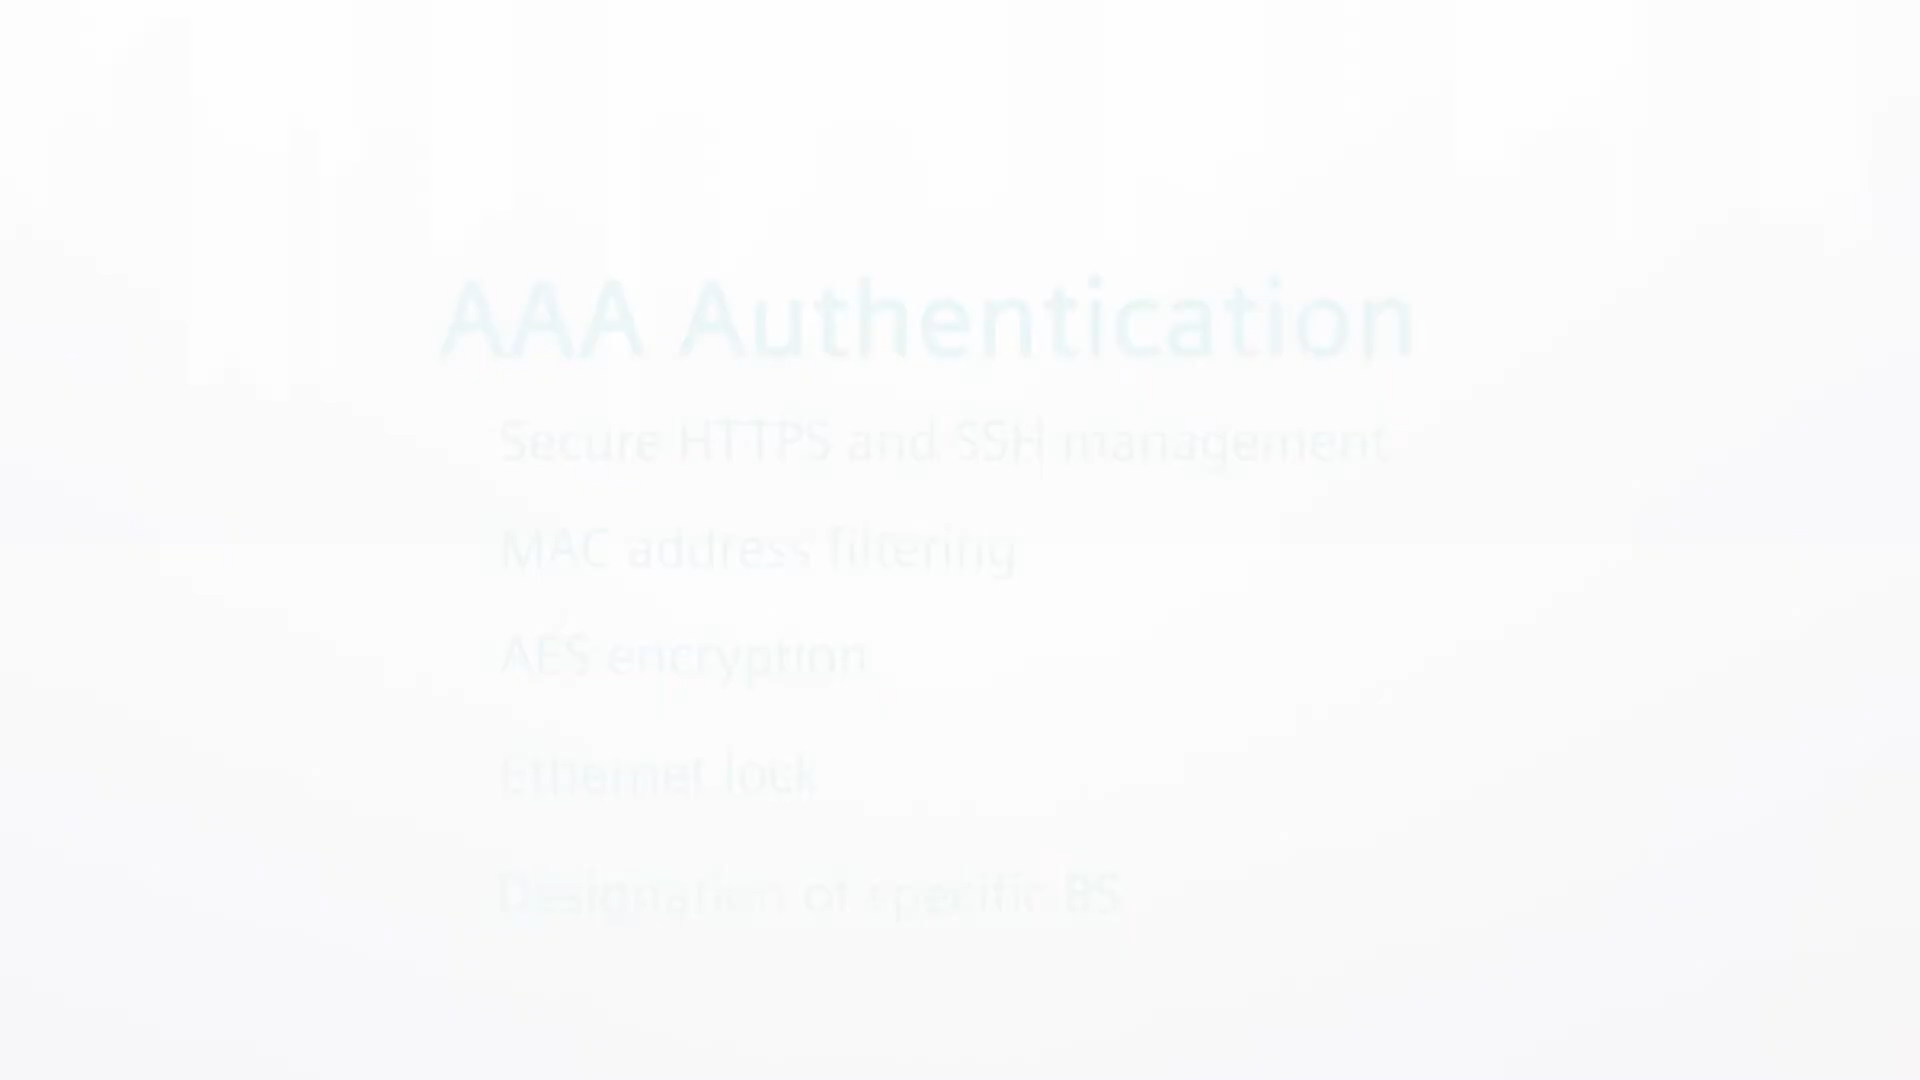 AAA Authentication
Secure HTTPS and SSH management
MAC address filtering
AES encryption
Ethernet lock
Designation of specific BS